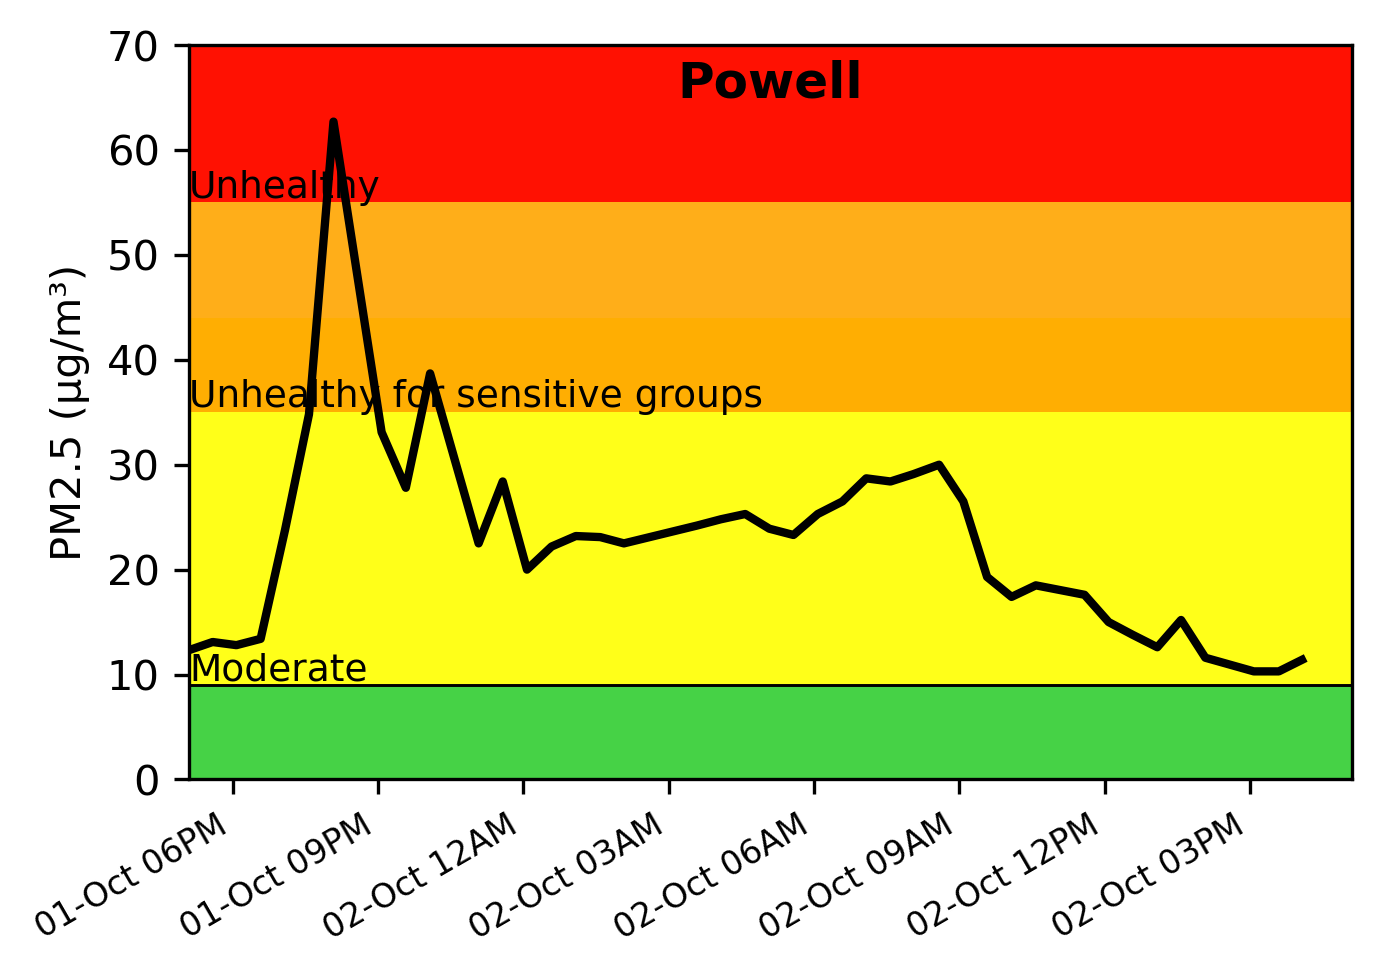 Powell
70
60
50
40
30
20
10
0
PM2.5 (µg/m³)
Unhealthy
Unhealthy for sensitive groups
Moderate
01-Oct 06PM
01-Oct 09PM
02-Oct 12AM
02-Oct 03AM
02-Oct 06AM
02-Oct 09AM
02-Oct 12PM
02-Oct 03PM